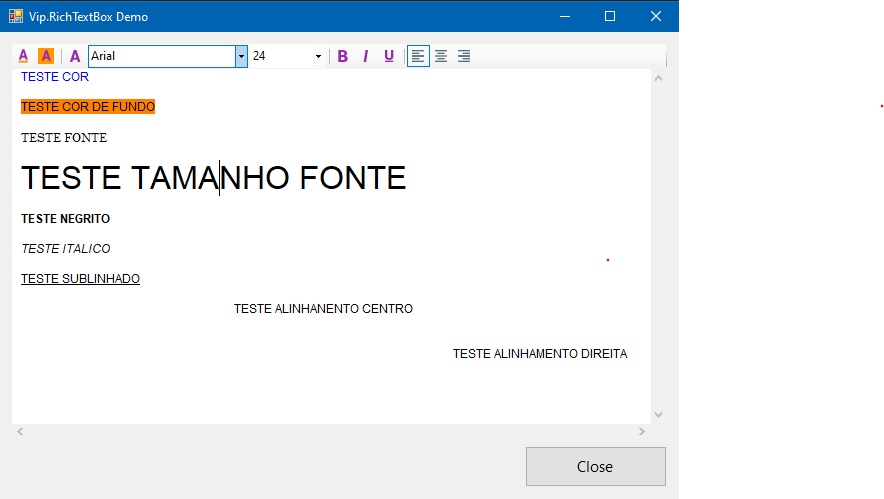 Vip.RichTextBox Demo
A A A Arial 24 B I U
TESTE COR
TESTE COR DE FUNDO
TESTE FONTE
TESTE TAMANHO FONTE
TESTE NEGRITO
TESTE ITALICO
TESTE SUBLINHADO
TESTE ALINHANENTO CENTRO
TESTE ALINHAMENTO DIREITA
Close